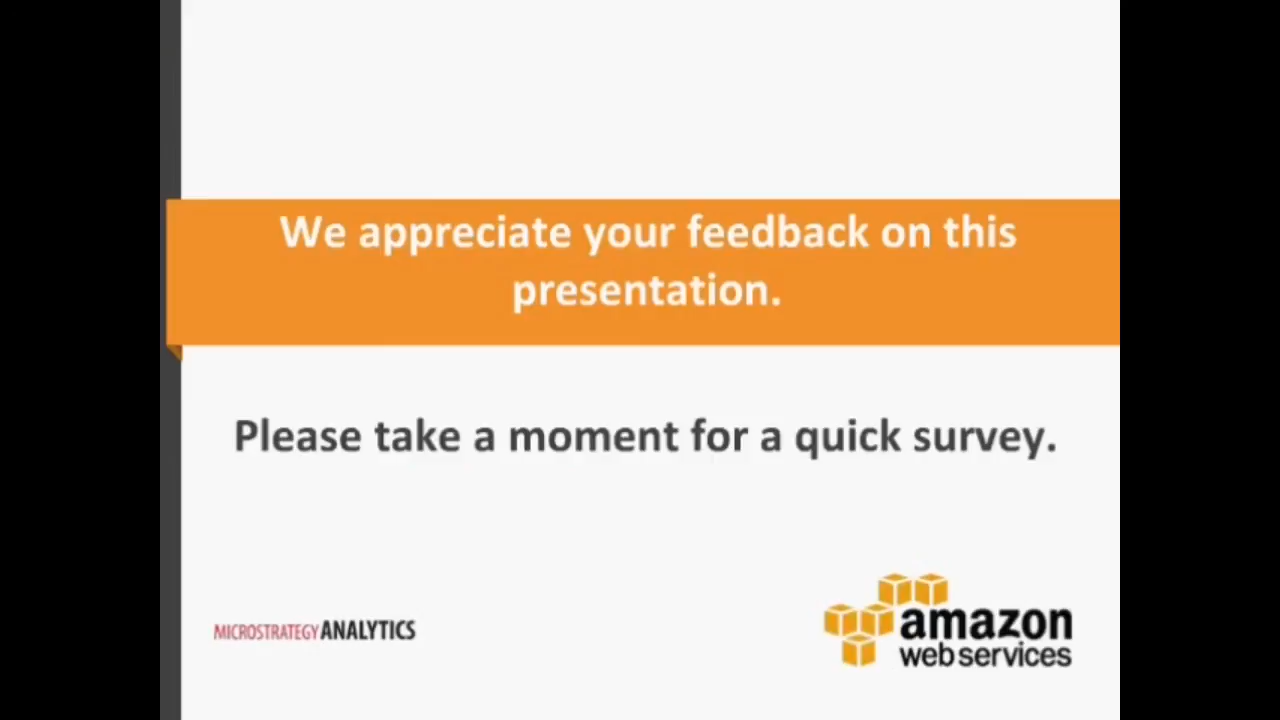 We appreciate your feedback on this
presentation.
Please take a moment for a quick survey.
MICROSTRATEGY ANALYTICS
amazon
web services